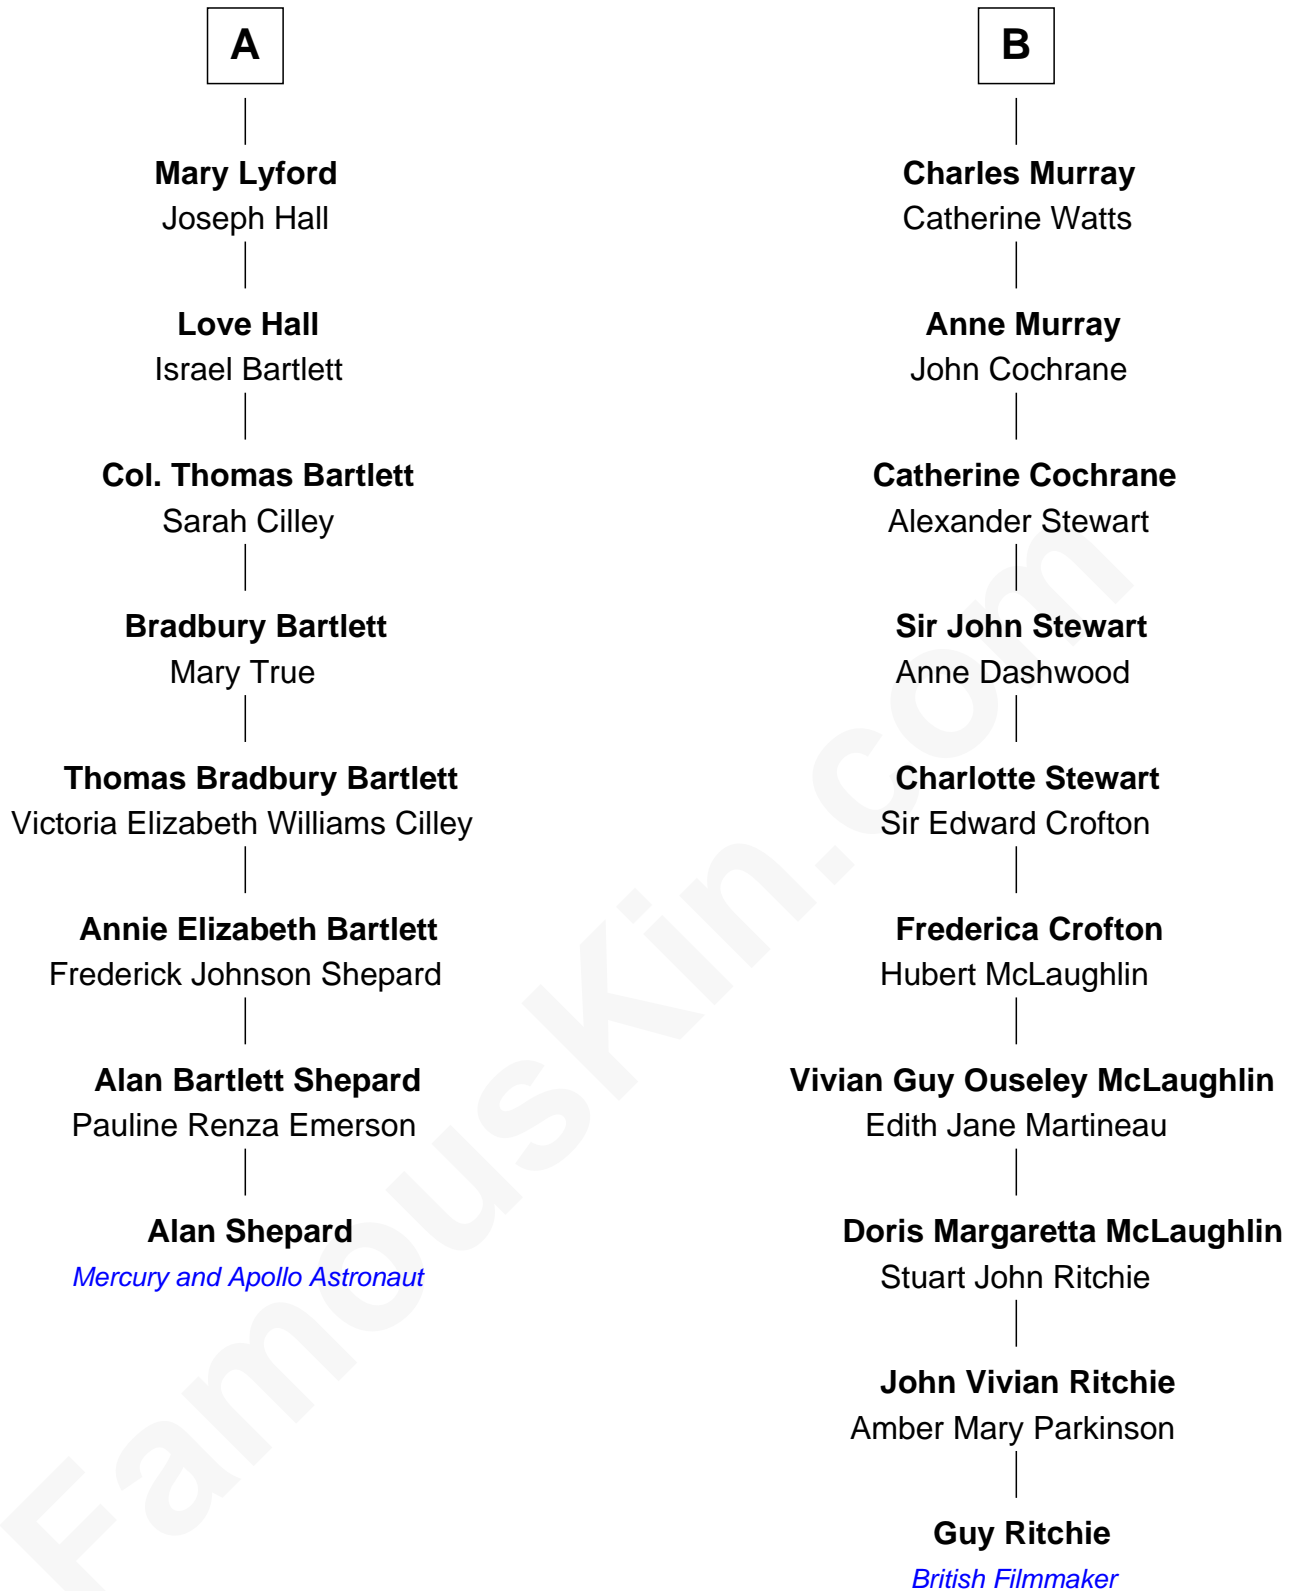 A
Mary Lyford
Joseph Hall
Love Hall
Israel Bartlett
Col. Thomas Bartlett
Sarah Cilley
Bradbury Bartlett
Mary True
Thomas Bradbury Bartlett
Victoria Elizabeth Williams Cilley
Annie Elizabeth Bartlett
Frederick Johnson Shepard
Alan Bartlett Shepard
Pauline Renza Emerson
Alan Shepard
Mercury and Apollo Astronaut
B
Charles Murray
Catherine Watts
Anne Murray
John Cochrane
Catherine Cochrane
Alexander Stewart
Sir John Stewart
Anne Dashwood
Charlotte Stewart
Sir Edward Crofton
Frederica Crofton
Hubert McLaughlin
Vivian Guy Ouseley McLaughlin
Edith Jane Martineau
Doris Margaretta McLaughlin
Stuart John Ritchie
John Vivian Ritchie
Amber Mary Parkinson
Guy Ritchie
British Filmmaker
FamousKin.com